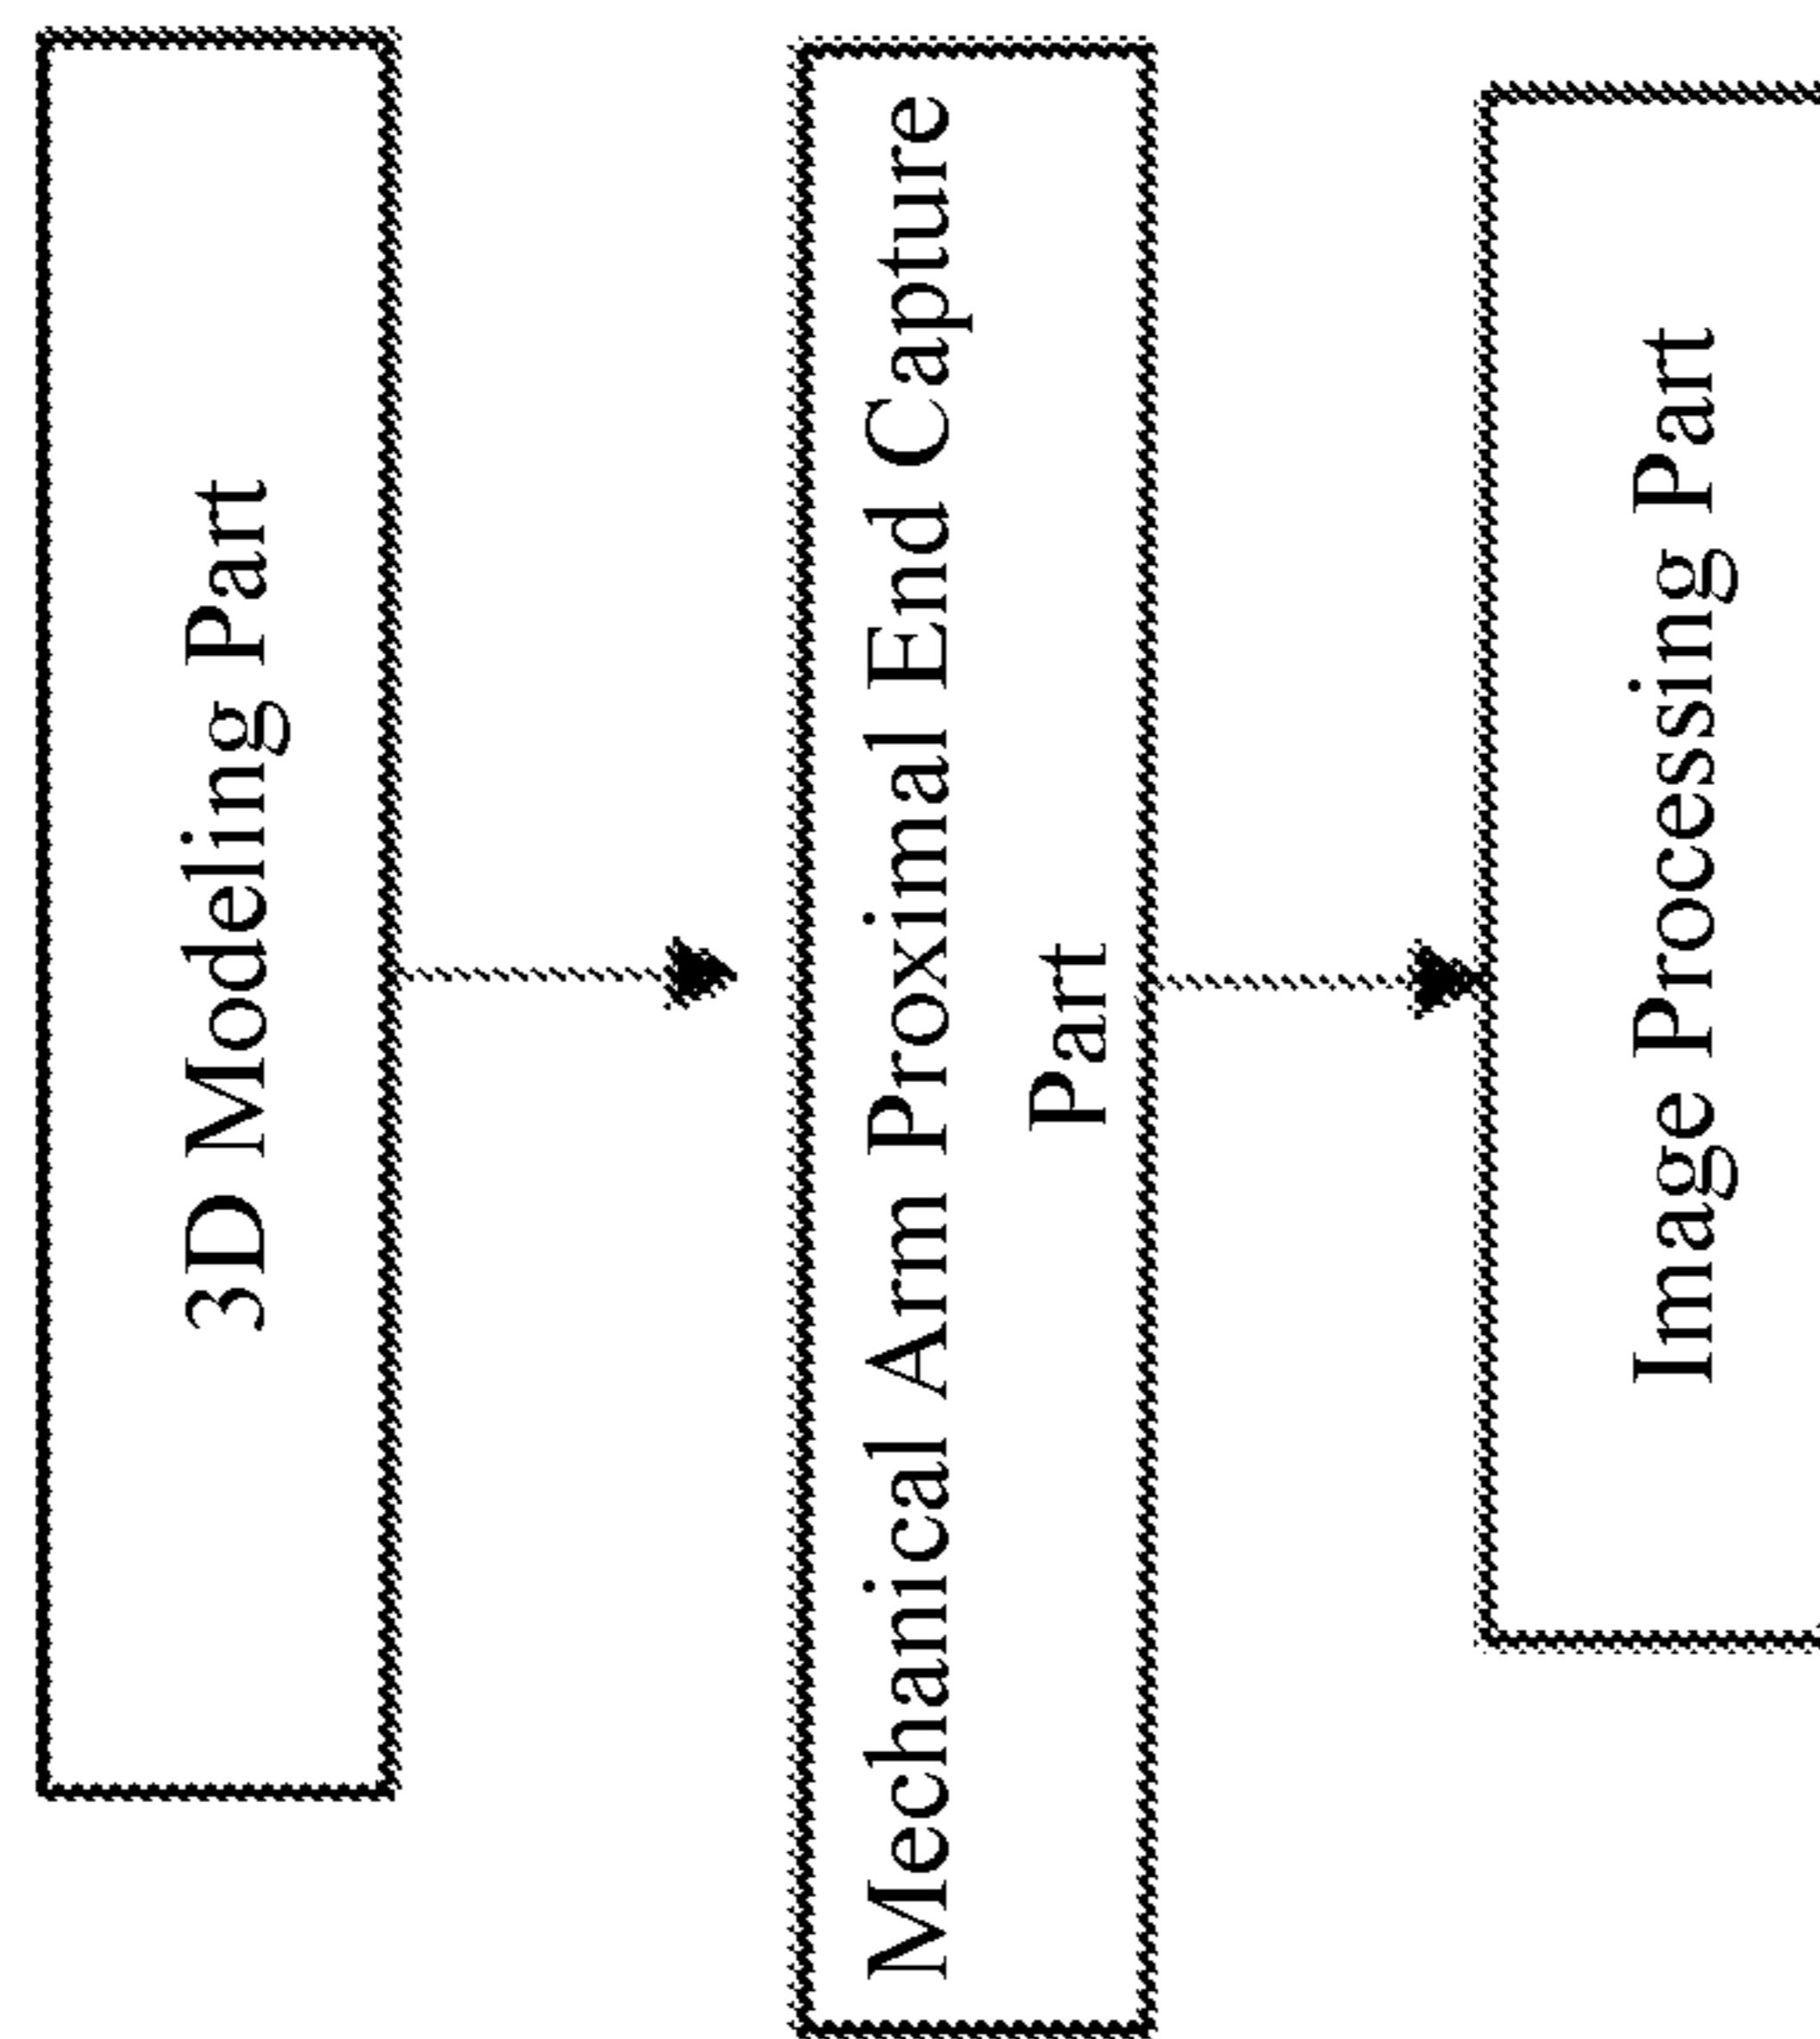 3D Modeling Part
Mechanical Arm Proximal End Capture
Part
Image Processing Part